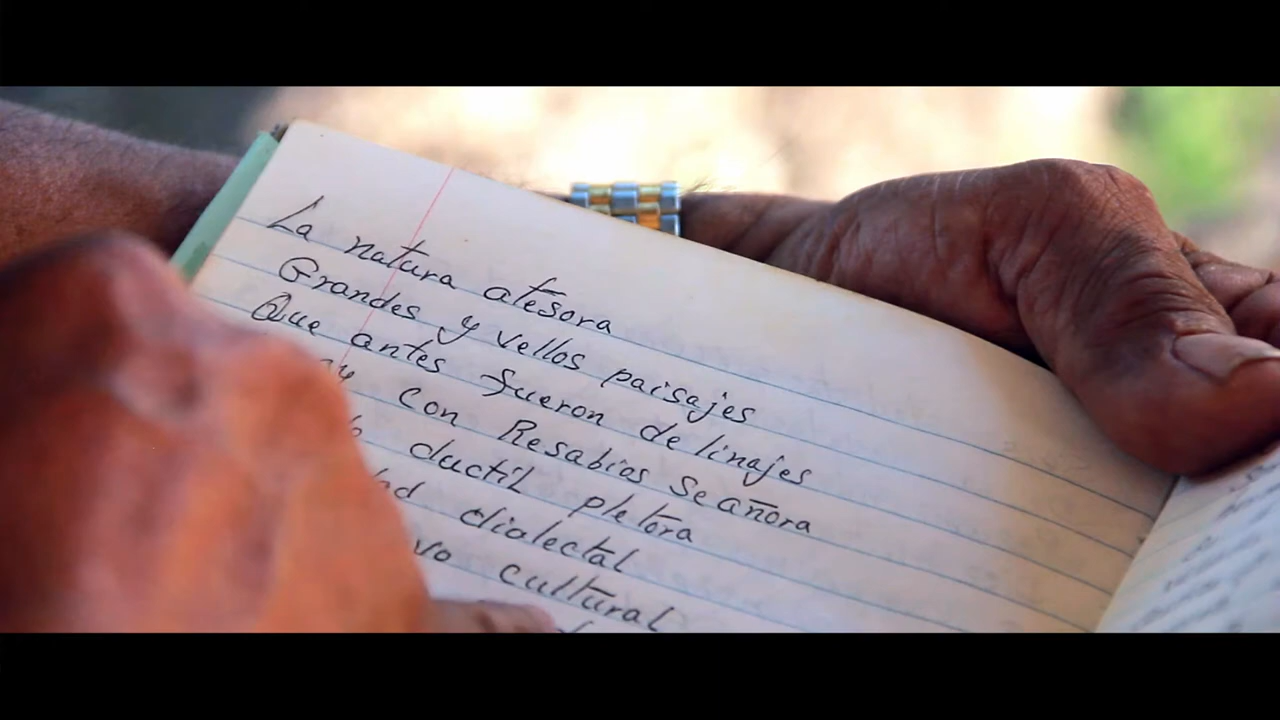 La natura atesora
Grandes y vellos paisajes
Que antes fueron de linajes
con Resabios se añora
ductil pletora
dialectal
cultural